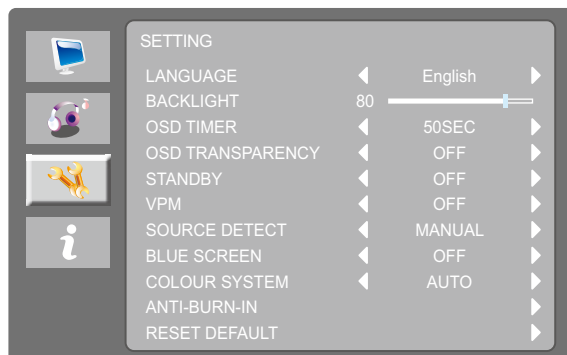 SETTING
LANGUAGE English
BACKLIGHT 80
OSD TIMER 50SEC
OSD TRANSPARENCY OFF
STANDBY OFF
VPM OFF
SOURCE DETECT MANUAL
BLUE SCREEN OFF
COLOUR SYSTEM AUTO
ANTI-BURN-IN
RESET DEFAULT
i